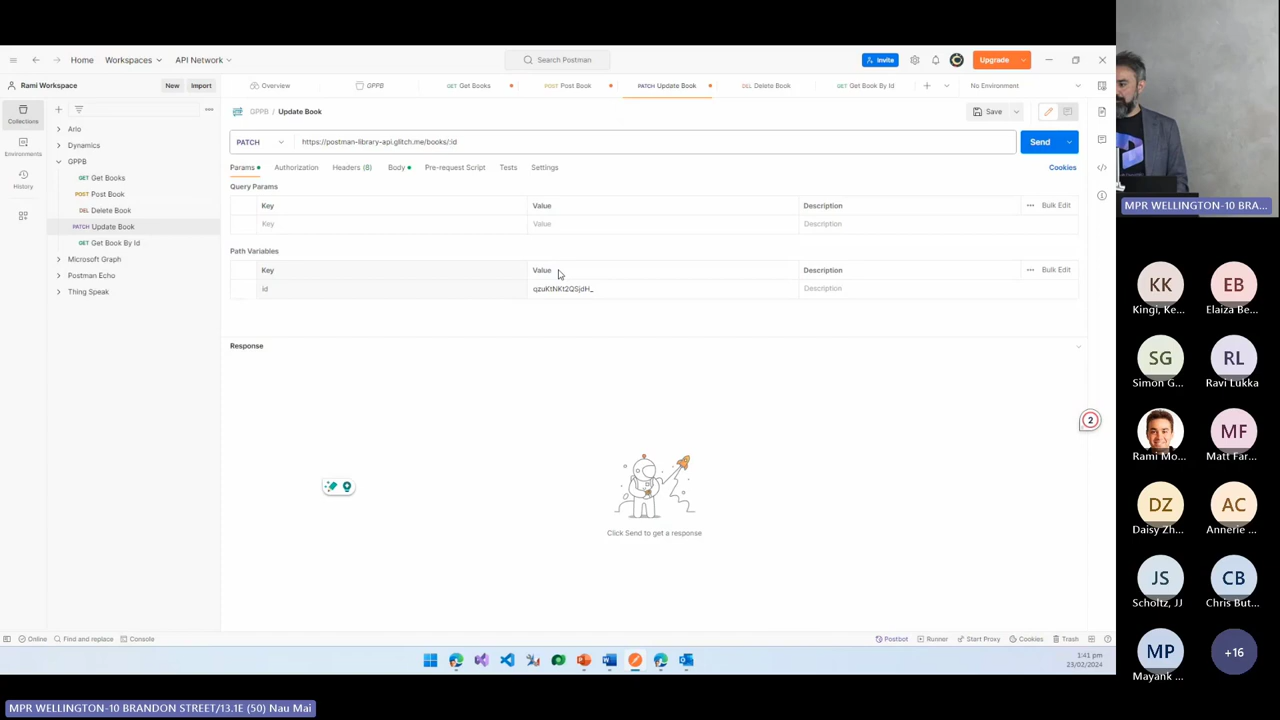 Home
Workspaces
API Network
Search Postman
Invite
Upgrade
Rami Workspace
New
Import
Overview
GPPB
GET Get Books
POST Post Book
PATCH Update Book
DEL Delete Book
GET Get Book By Id
No Environment
Collections
Environments
History
Arlo
Dynamics
GPPB
GET Get Books
POST Post Book
DEL Delete Book
PATCH Update Book
GET Get Book By Id
Microsoft Graph
Postman Echo
Thing Speak
GPPB / Update Book
Save
PATCH
https://postman-library-api.glitch.me/books/:id
Send
Params
Authorization
Headers (8)
Body
Pre-request Script
Tests
Settings
Cookies
Query Params
Key Value Description Bulk Edit
Key Value Description
Path Variables
Key Value Description Bulk Edit
id qzuKtNKt2QSjdH_ Description
Response
2
Click Send to get a response
Online
Find and replace
Console
Postbot
Runner
Start Proxy
Cookies
Trash
1:41 pm
23/02/2024
MPR WELLINGTON-10 BRANDON STREET/13.1E (50) Nau Mai
MPR WELLINGTON-10 BRA...
KK
Kingi, Ke...
EB
Elaiza Be...
SG
Simon G...
RL
Ravi Lukka
Rami Mo...
MF
Matt Far...
DZ
Daisy Zh...
AC
Annerie ...
JS
Scholtz, JJ
CB
Chris But...
MP
Mayank ...
+16